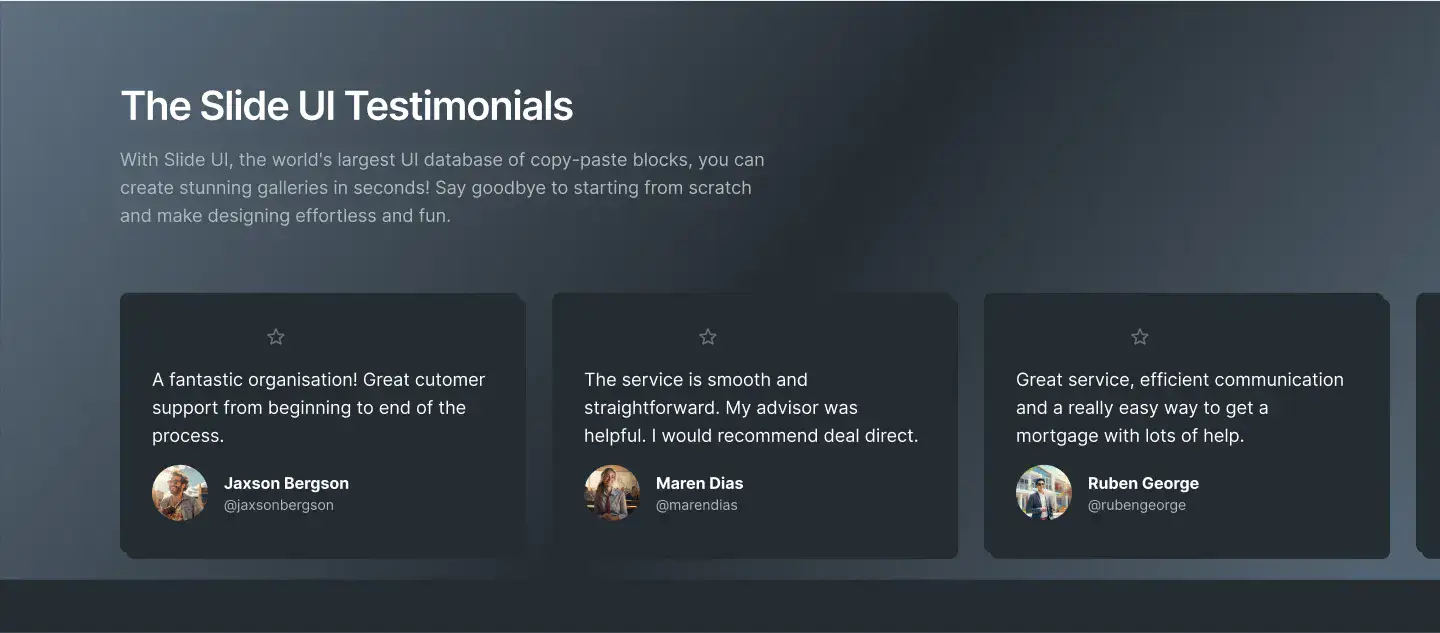 The Slide UI Testimonials
With Slide UI, the world's largest UI database of copy-paste blocks, you can
create stunning galleries in seconds! Say goodbye to starting from scratch
and make designing effortless and fun.
A fantastic organisation! Great cutomer
support from beginning to end of the
process.
Jaxson Bergson
@jaxsonbergson
The service is smooth and
straightforward. My advisor was
helpful. I would recommend deal direct.
Maren Dias
@marendias
Great service, efficient communication
and a really easy way to get a
mortgage with lots of help.
Ruben George
@rubengeorge